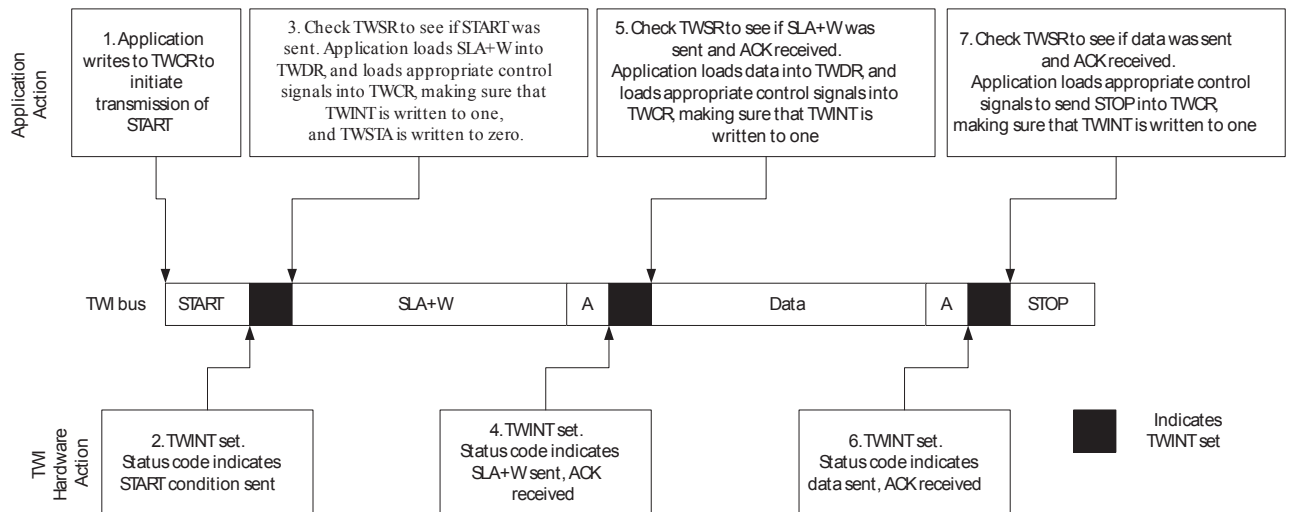 Application
Action
1. Application
writes to TWCR to
initiate
transmission of
START
3. Check TWSR to see if START was
sent. Application loads SLA+W into
TWDR, and loads appropriate control
signals into TWCR, making sure that
TWINT is written to one,
and TWSTA is written to zero.
5. Check TWSR to see if SLA+W was
sent and ACK received.
Application loads data into TWDR, and
loads appropriate control signals into
TWCR, making sure that TWINT is
written to one
7. Check TWSR to see if data was sent
and ACK received.
Application loads appropriate control
signals to send STOP into TWCR,
making sure that TWINT is written to one
TWI bus
START
SLA+W
A
Data
A
STOP
TWI
Hardware
Action
2. TWINT set.
Status code indicates
START condition sent
4. TWINT set.
Status code indicates
SLA+W sent, ACK
received
6. TWINT set.
Status code indicates
data sent, ACK received
Indicates
TWINT set